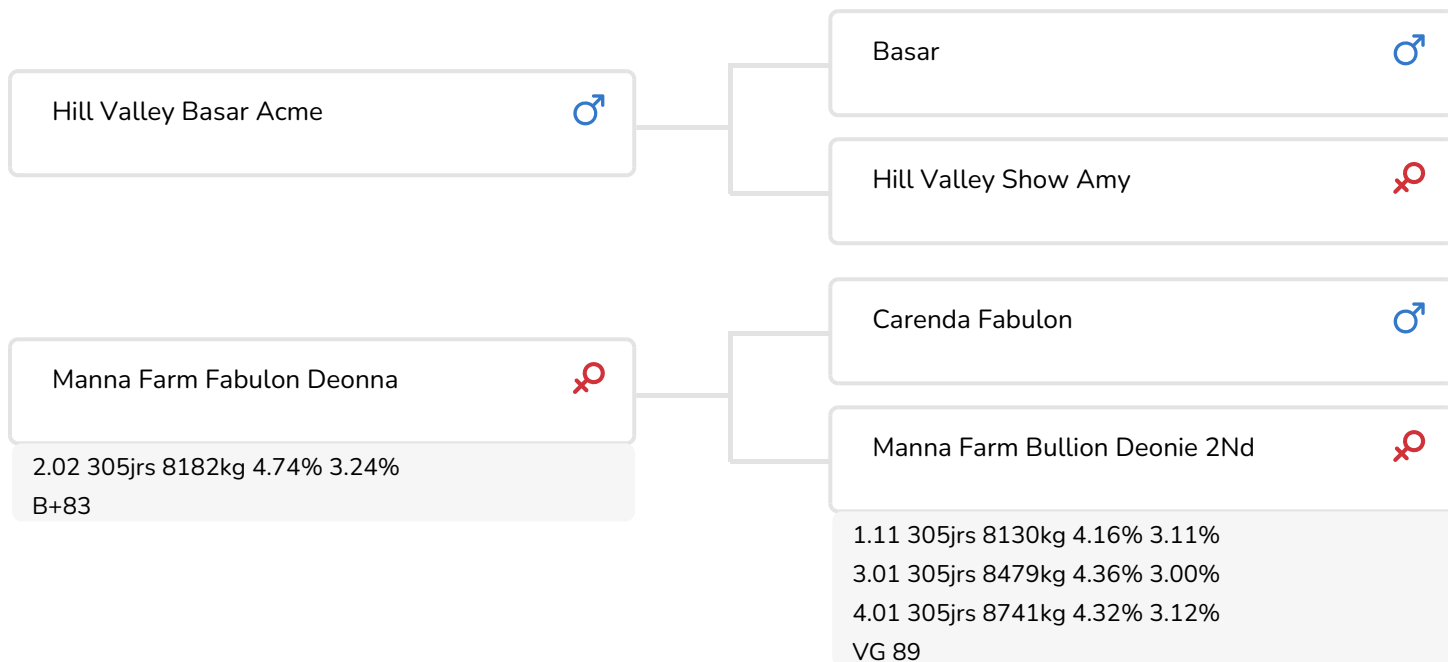 Basar
Hill Valley Basar Acme
Hill Valley Show Amy
Carenda Fabulon
Manna Farm Fabulon Deonna
2.02 305jrs 8182kg 4.74% 3.24%
B+83
Manna Farm Bullion Deonie 2Nd
1.11 305jrs 8130kg 4.16% 3.11%
3.01 305jrs 8479kg 4.36% 3.00%
4.01 305jrs 8741kg 4.32% 3.12%
VG 89